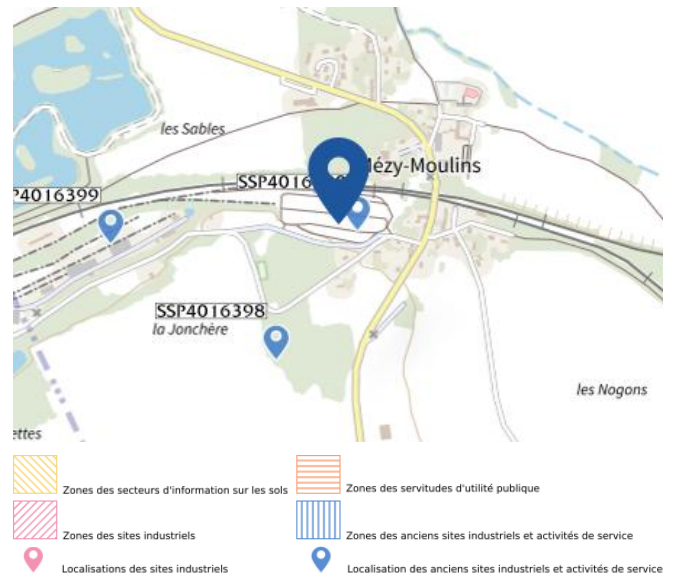 les Sables
Mézy-Moulins
SSP4016399
SSP4016398
la Jonchère
les Nogons
ettes
Zones des secteurs d'information sur les sols
Zones des servitudes d'utilité publique
Zones des sites industriels
Zones des anciens sites industriels et activités de service
Localisations des sites industriels
Localisation des anciens sites industriels et activités de service